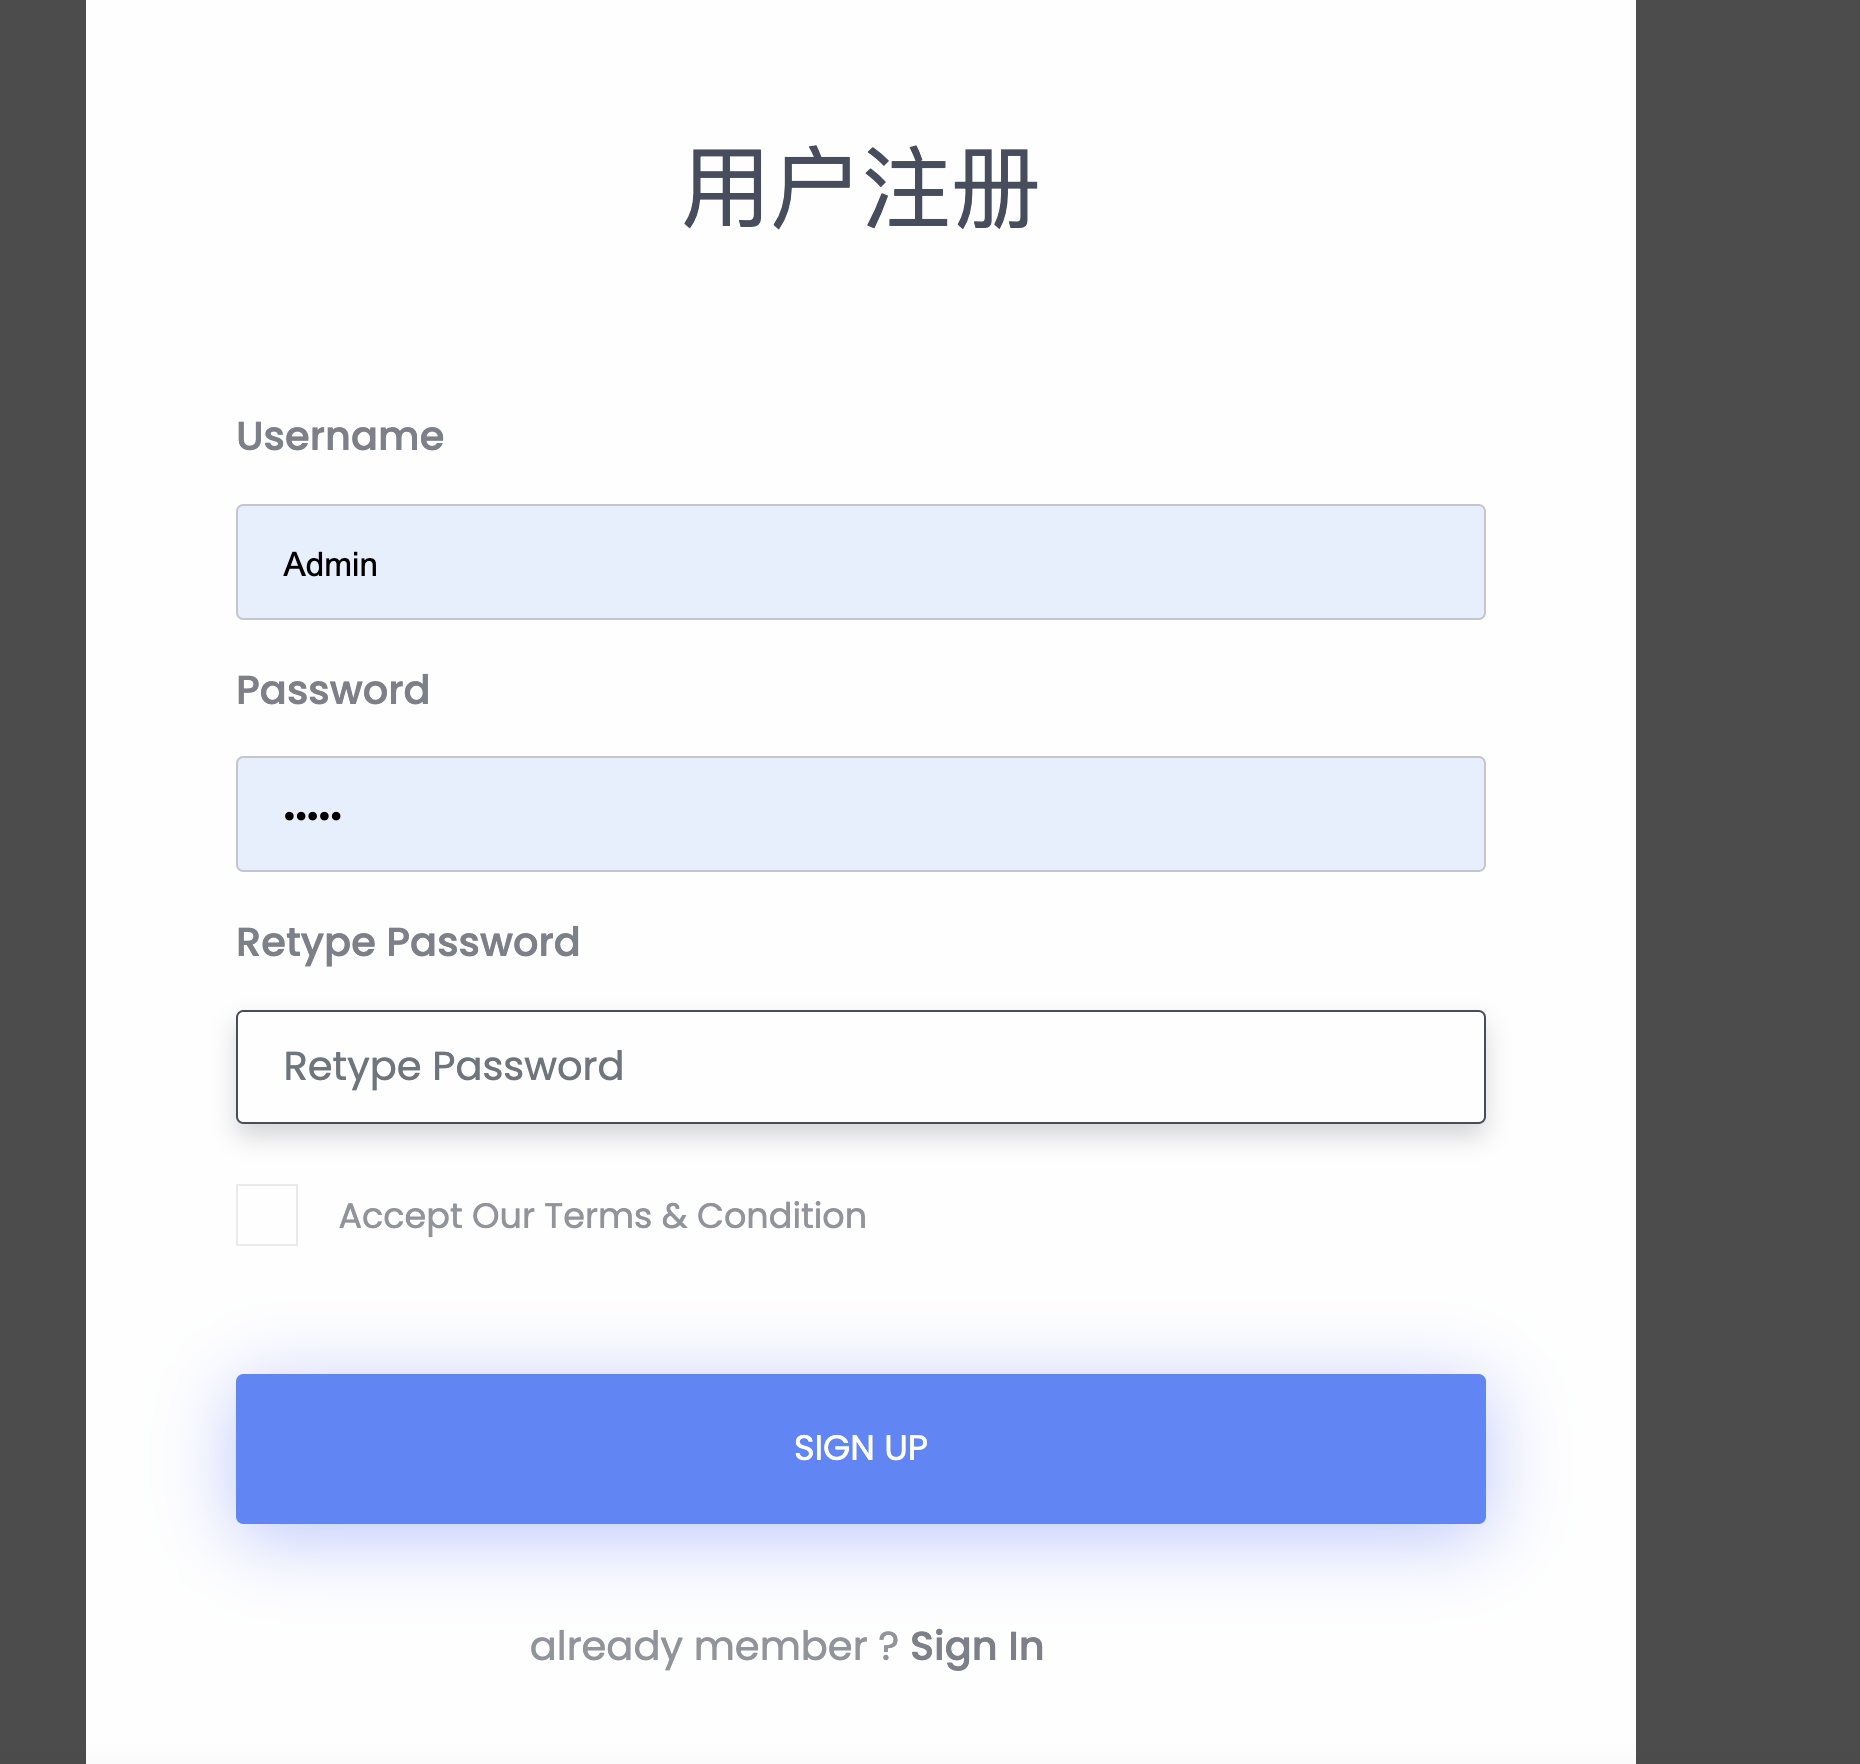 用户注册
Username
Admin
Password
•••••
Retype Password
Retype Password
Accept Our Terms & Condition
SIGN UP
already member ? Sign In